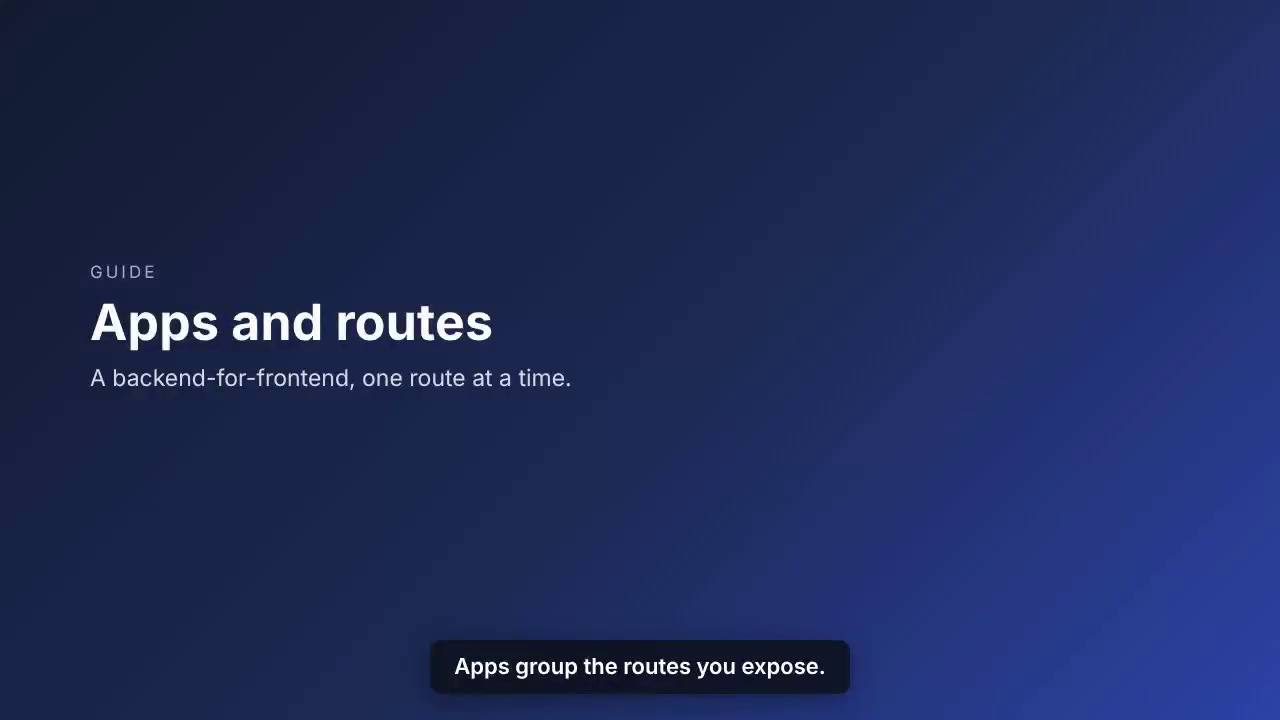 GUIDE
Apps and routes
A backend-for-frontend, one route at a time.
Apps group the routes you expose.